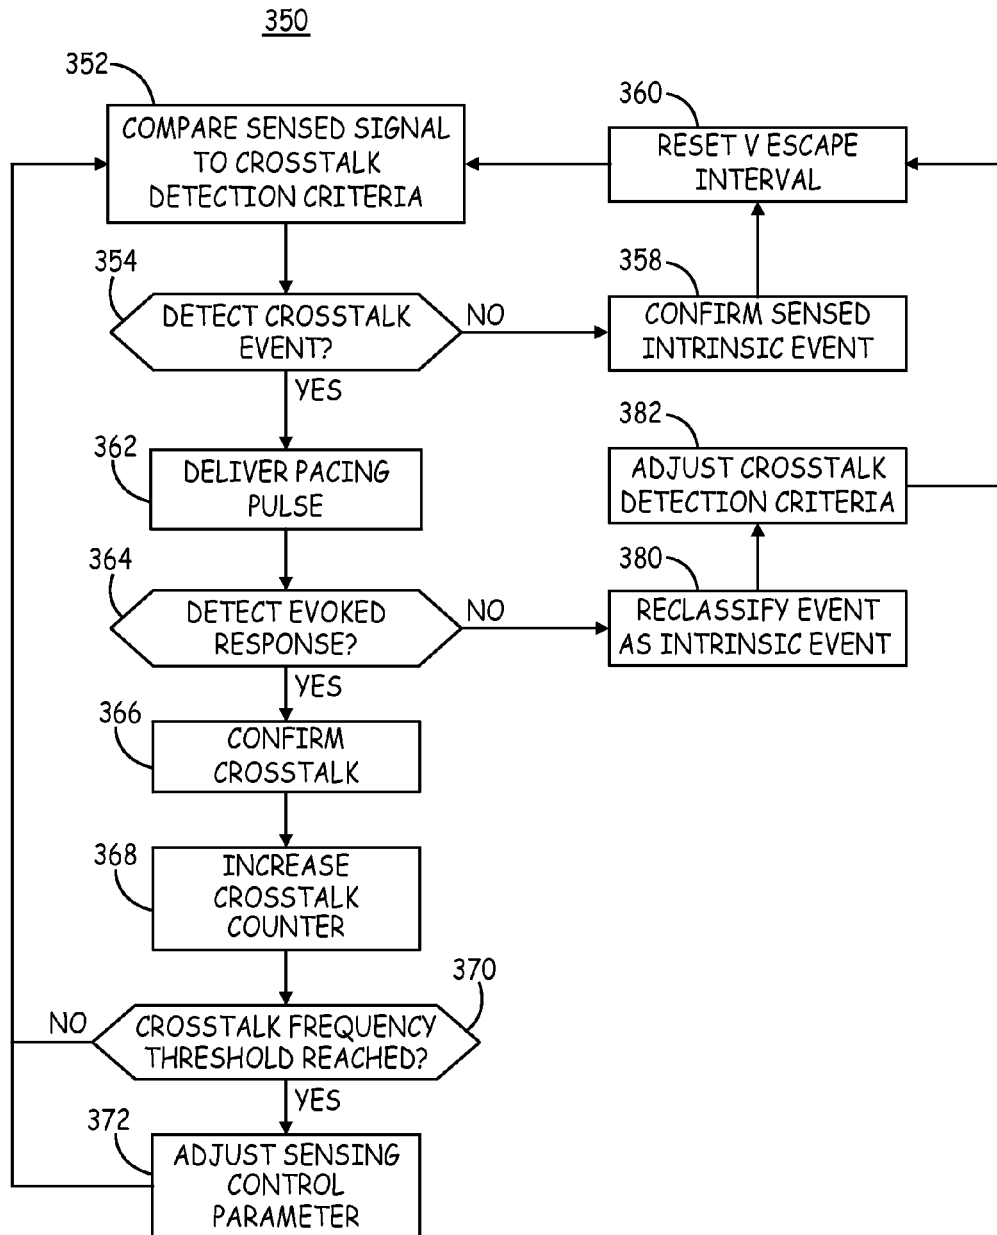 350
352
COMPARE SENSED SIGNAL
TO CROSSTALK
DETECTION CRITERIA
360
RESET V ESCAPE
INTERVAL
354
DETECT CROSSTALK
EVENT?
NO
YES
358
CONFIRM SENSED
INTRINSIC EVENT
362
DELIVER PACING
PULSE
382
ADJUST CROSSTALK
DETECTION CRITERIA
364
DETECT EVOKED
RESPONSE?
NO
YES
380
RECLASSIFY EVENT
AS INTRINSIC EVENT
366
CONFIRM
CROSSTALK
368
INCREASE
CROSSTALK
COUNTER
370
NO
CROSSTALK FREQUENCY
THRESHOLD REACHED?
YES
372
ADJUST SENSING
CONTROL
PARAMETER